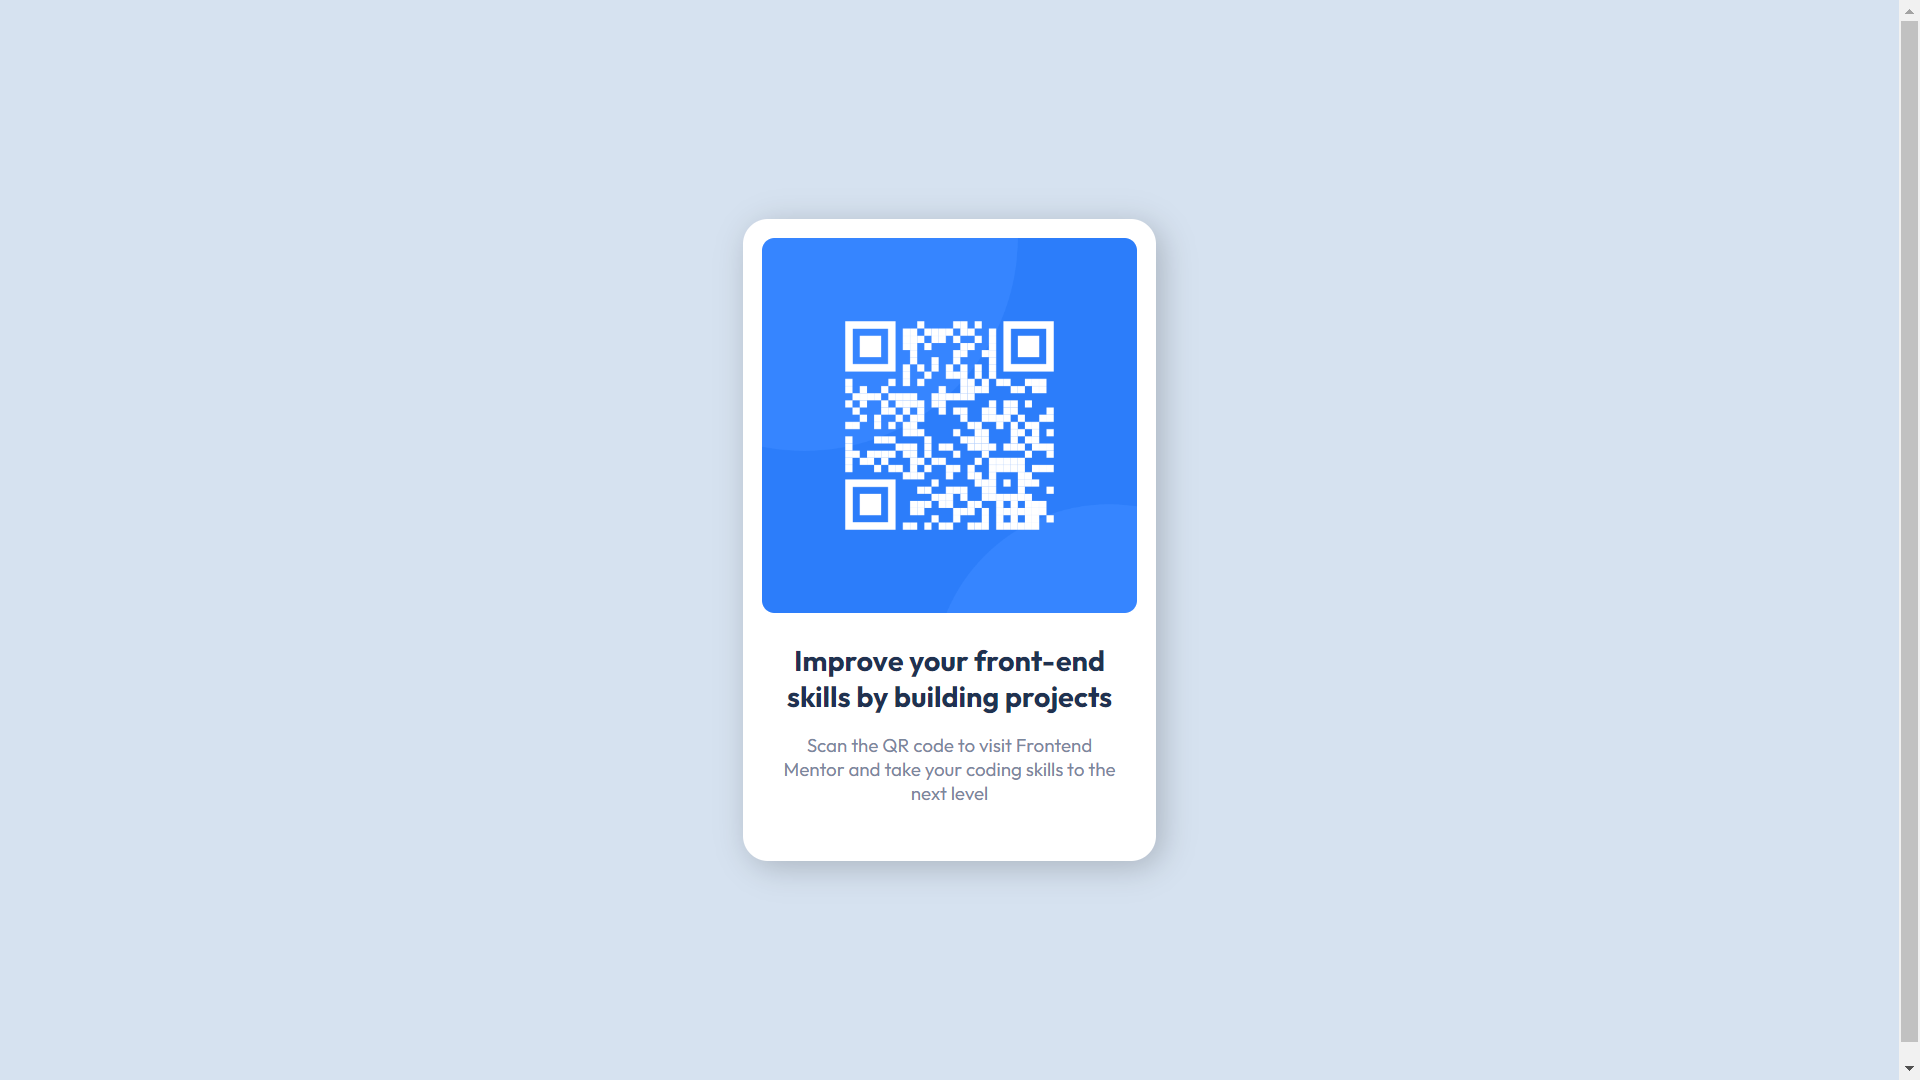 Improve your front-end
skills by building projects
Scan the QR code to visit Frontend
Mentor and take your coding skills to the
next level